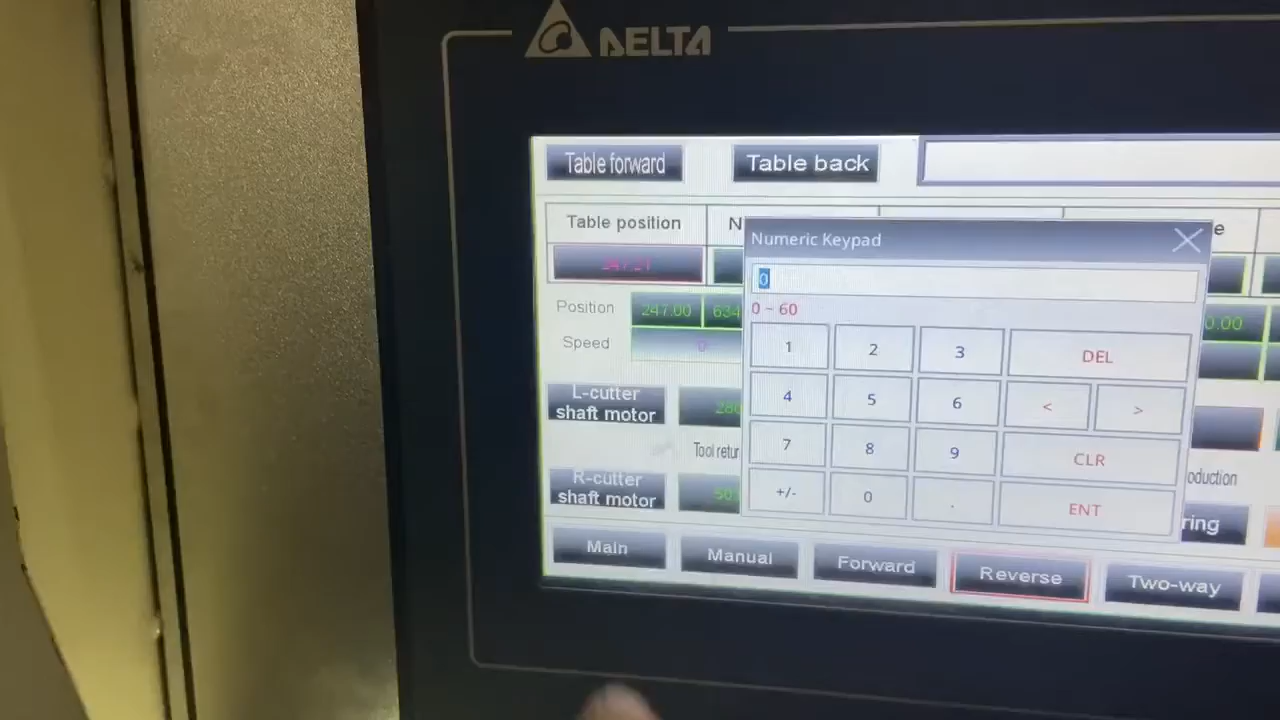 DELTA
Table forward
Table back
Table position
N
e
Numeric Keypad
0
0 ~ 60
Position
247.00
634
0.00
Speed
0
1
2
3
DEL
4
5
6
<
>
7
8
9
CLR
+/-
0
.
ENT
L-cutter
shaft motor
280
Tool retur
R-cutter
shaft motor
50
oduction
ring
Main
Manual
Forward
Reverse
Two-way